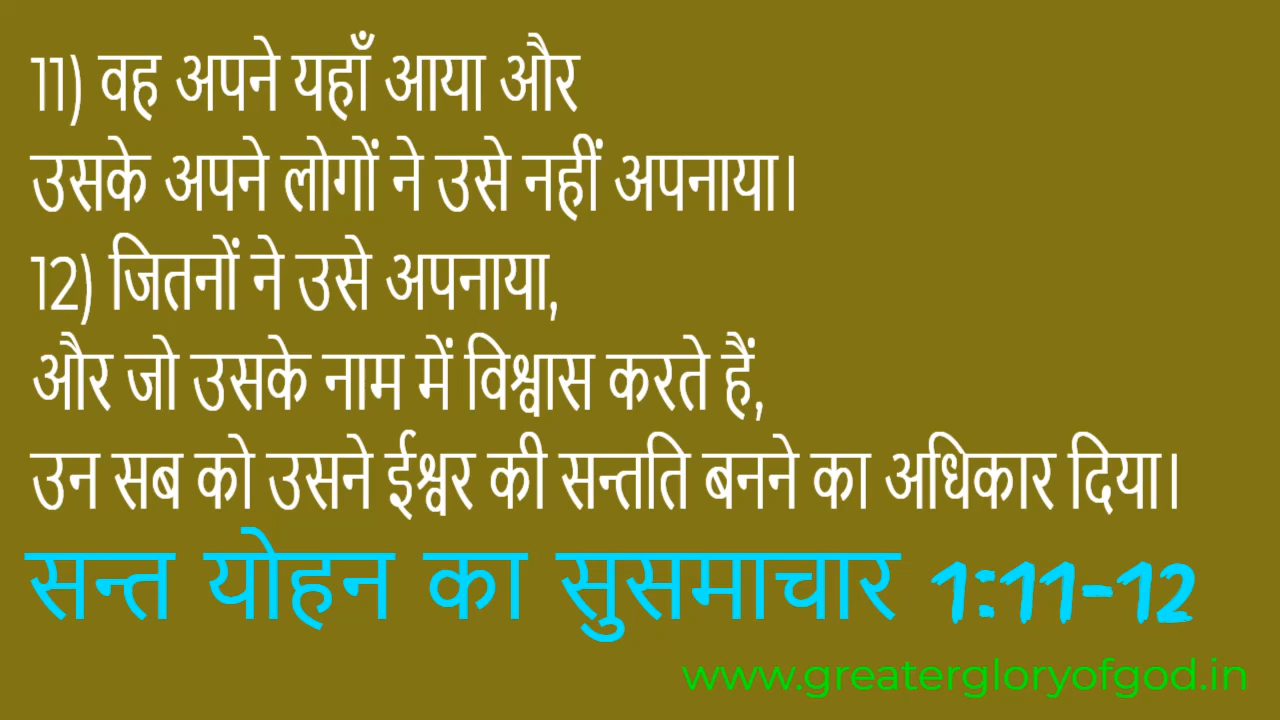 11) वह अपने यहाँ आया और
उसके अपने लोगों ने उसे नहीं अपनाया।
12) जितनों ने उसे अपनाया,
और जो उसके नाम में विश्वास करते हैं,
उन सब को उसने ईश्वर की सन्तति बनने का अधिकार दिया।
सन्त योहन का सुसमाचार 1:11-12
www.greatergloryofgod.in